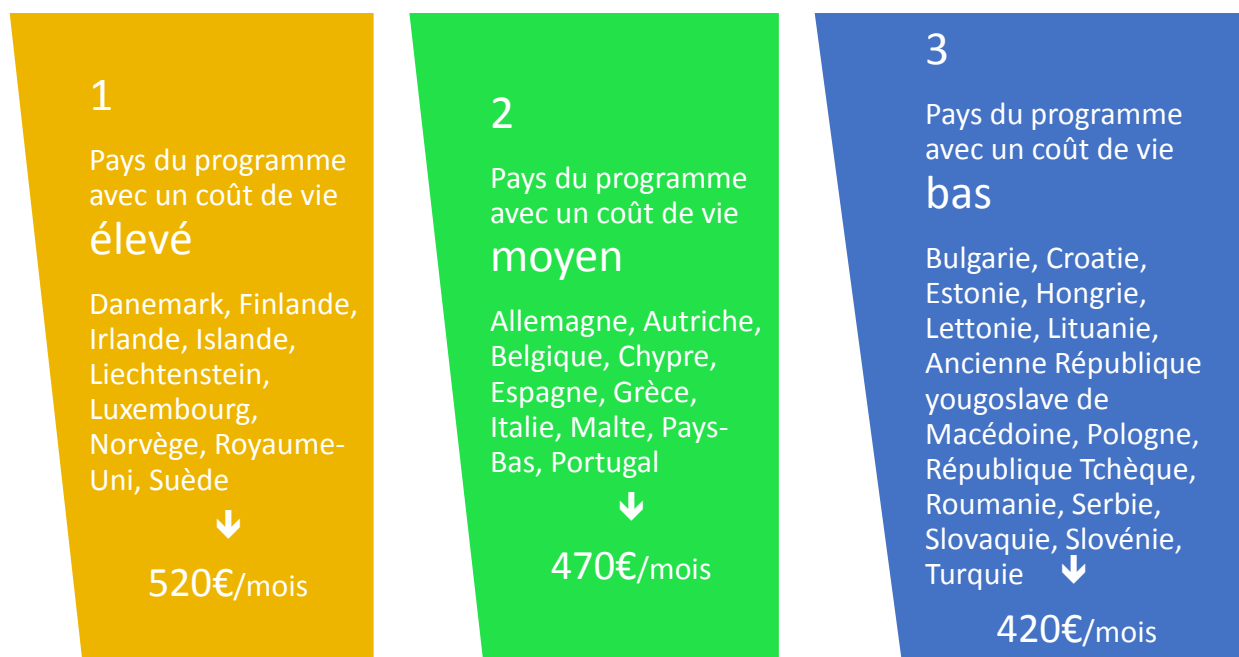 1
Pays du programme
avec un coût de vie
élevé
Danemark, Finlande,
Irlande, Islande,
Liechtenstein,
Luxembourg,
Norvège, Royaume-
Uni, Suède
🡻
520€/mois
2
Pays du programme
avec un coût de vie
moyen
Allemagne, Autriche,
Belgique, Chypre,
Espagne, Grèce,
Italie, Malte, Pays-
Bas, Portugal
🡻
470€/mois
3
Pays du programme
avec un coût de vie
bas
Bulgarie, Croatie,
Estonie, Hongrie,
Lettonie, Lituanie,
Ancienne République
yougoslave de
Macédoine, Pologne,
République Tchèque,
Roumanie, Serbie,
Slovaquie, Slovénie,
Turquie 🡻
420€/mois